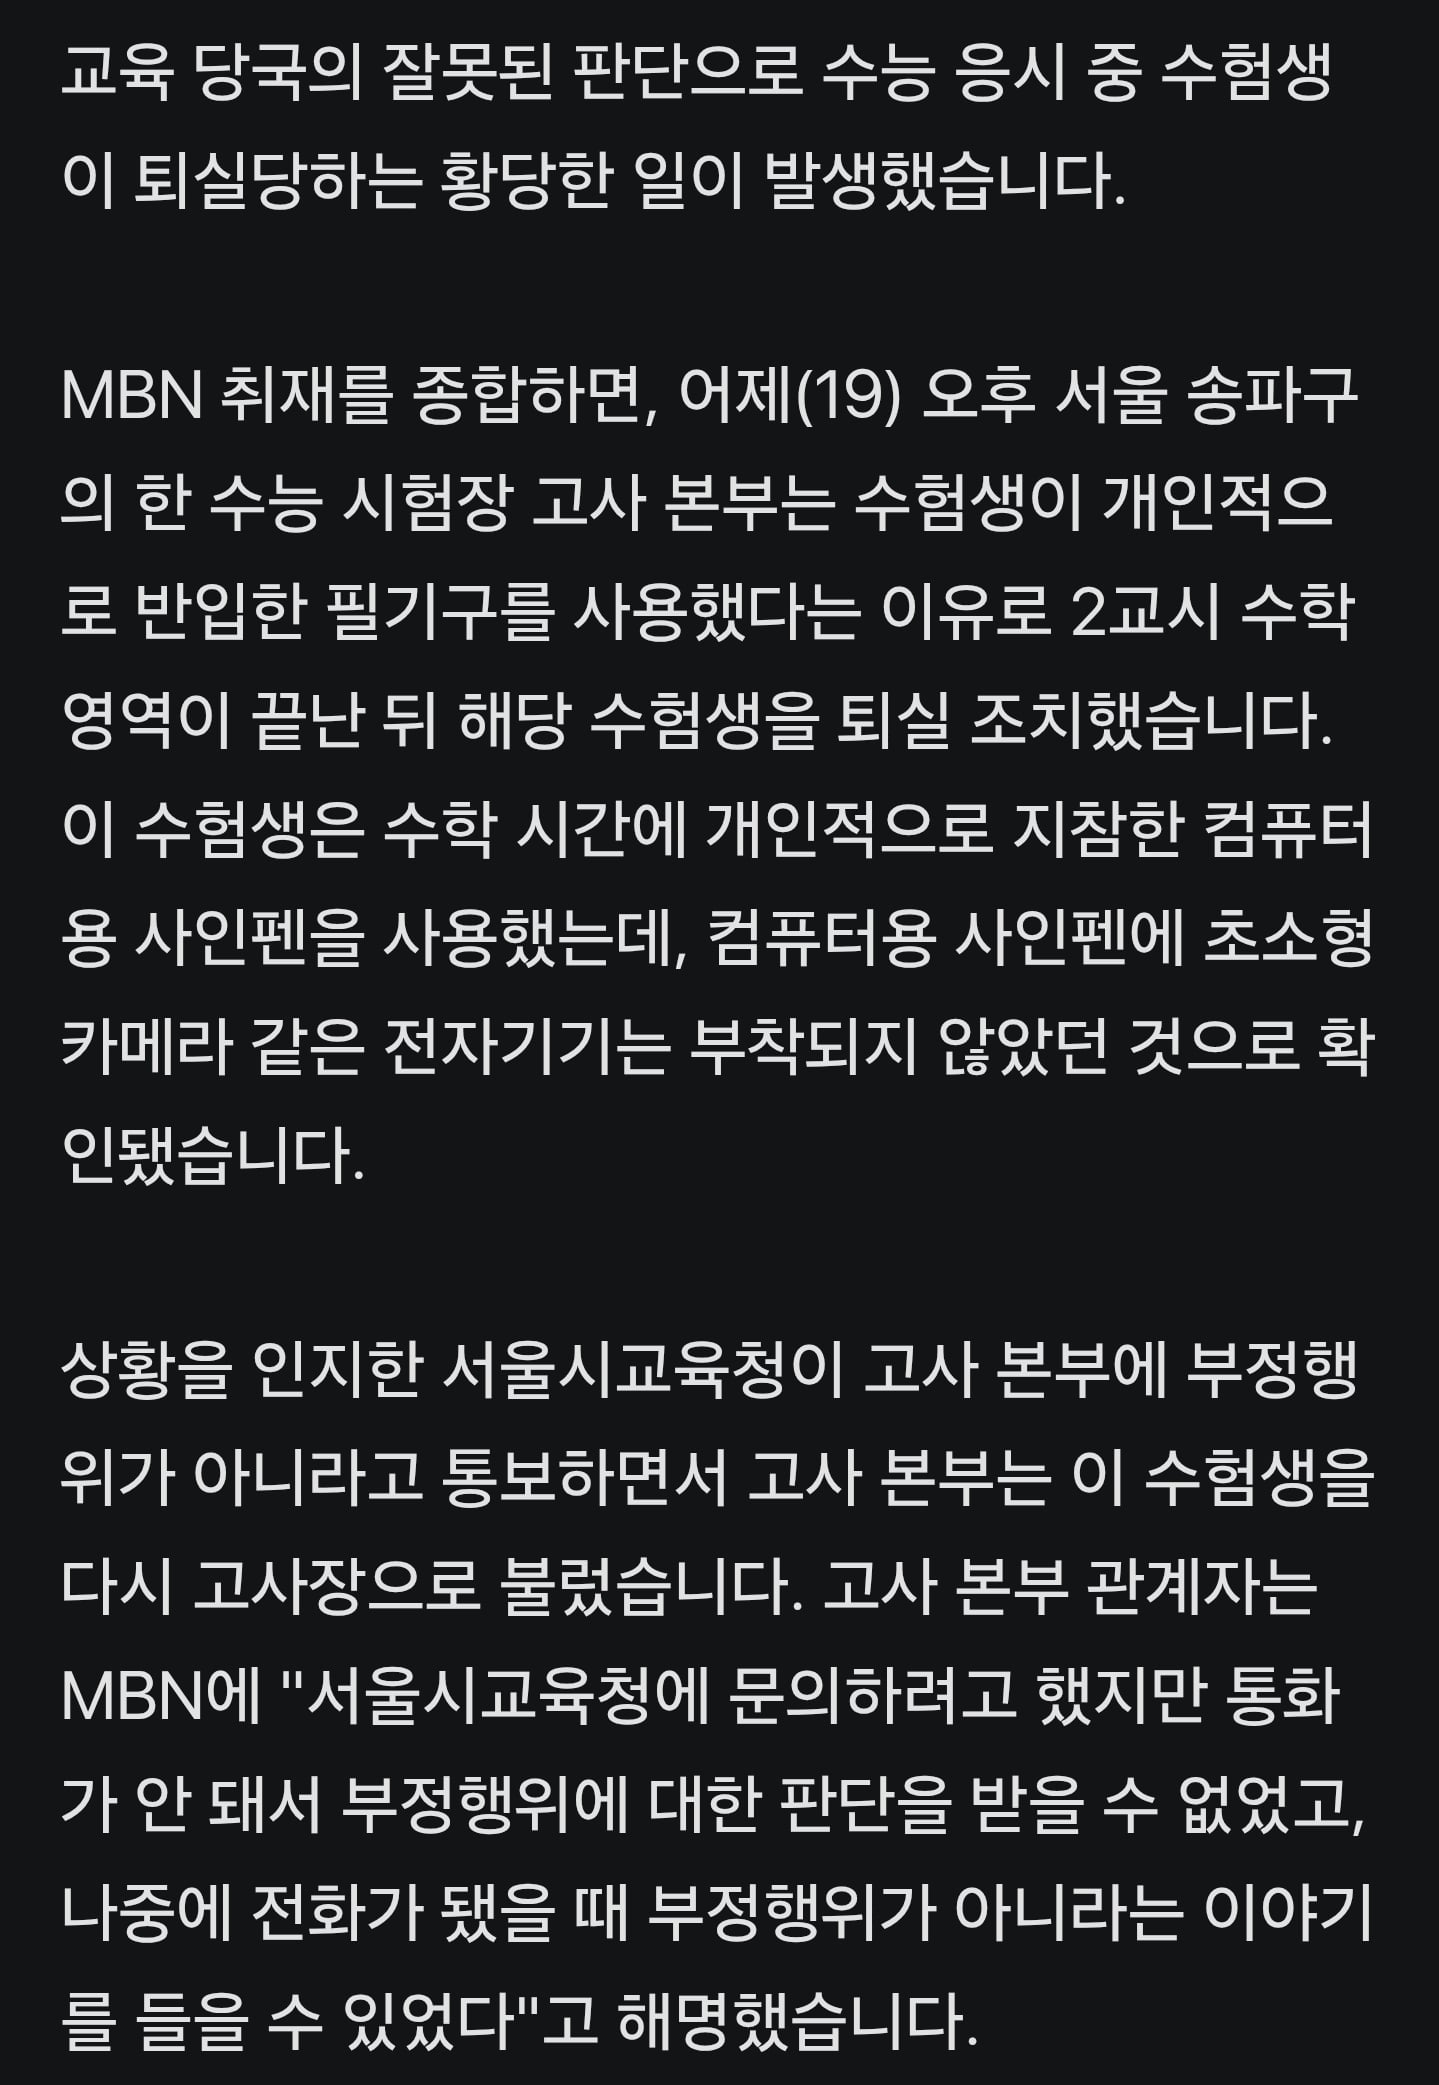 교육 당국의 잘못된 판단으로 수능 응시 중 수험생
이 퇴실당하는 황당한 일이 발생했습니다.
MBN 취재를 종합하면, 어제(19) 오후 서울 송파구
의 한 수능 시험장 고사 본부는 수험생이 개인적으
로 반입한 필기구를 사용했다는 이유로 2교시 수학
영역이 끝난 뒤 해당 수험생을 퇴실 조치했습니다.
이 수험생은 수학 시간에 개인적으로 지참한 컴퓨터
용 사인펜을 사용했는데, 컴퓨터용 사인펜에 초소형
카메라 같은 전자기기는 부착되지 않았던 것으로 확
인됐습니다.
상황을 인지한 서울시교육청이 고사 본부에 부정행
위가 아니라고 통보하면서 고사 본부는 이 수험생을
다시 고사장으로 불렀습니다. 고사 본부 관계자는
MBN에 "서울시교육청에 문의하려고 했지만 통화
가 안 돼서 부정행위에 대한 판단을 받을 수 없었고,
나중에 전화가 됐을 때 부정행위가 아니라는 이야기
를 들을 수 있었다"고 해명했습니다.